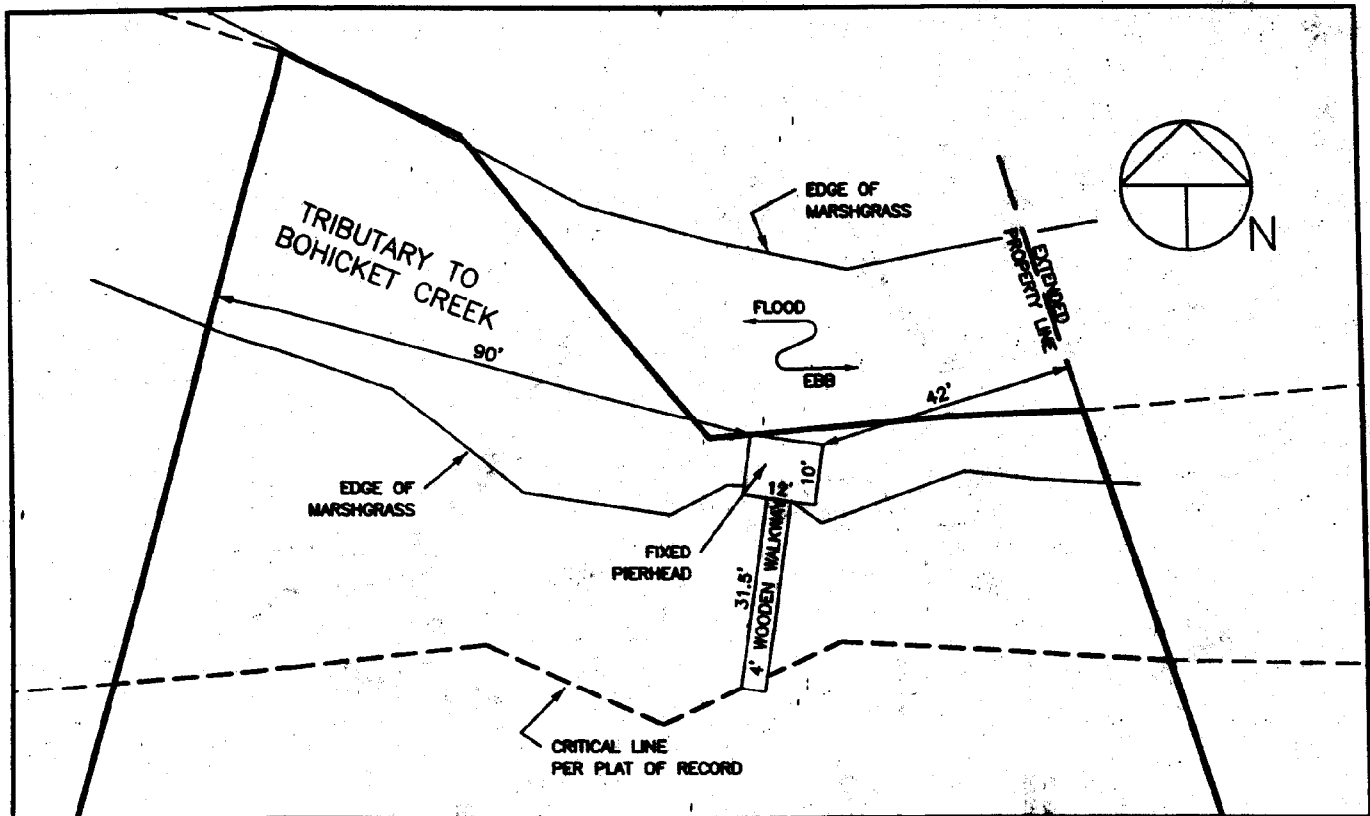 EDGE OF
MARSHGRASS
N
TRIBUTARY TO
BOHICKET CREEK
EXTENDED
PROPERTY LINE
FLOOD
EBB
90'
42'
10'
12'
EDGE OF
MARSHGRASS
FIXED
PIERHEAD
31.5'
4' WOODEN WALKWAY
CRITICAL LINE
PER PLAT OF RECORD